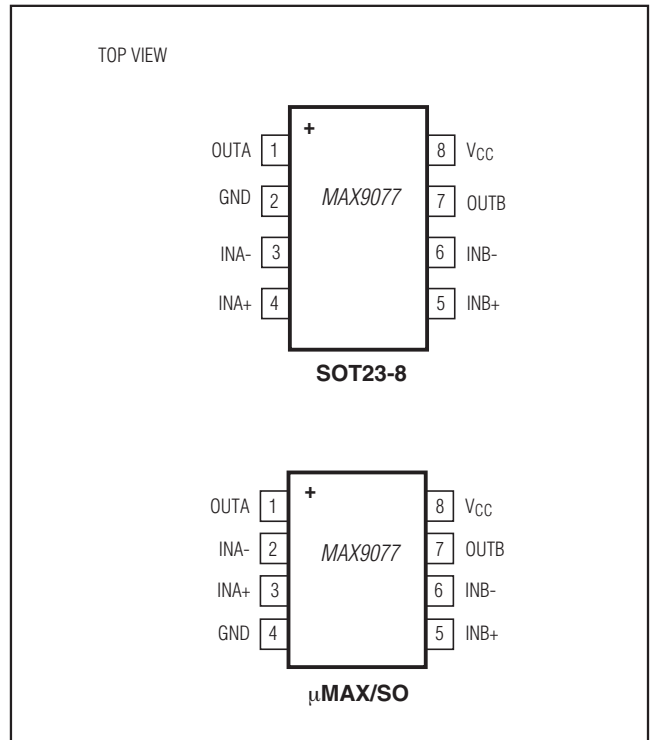 TOP VIEW
+
OUTA 1 8 VCC
GND 2 MAX9077 7 OUTB
INA- 3 6 INB-
INA+ 4 5 INB+
SOT23-8
+
OUTA 1 8 VCC
INA- 2 MAX9077 7 OUTB
INA+ 3 6 INB-
GND 4 5 INB+
μMAX/SO